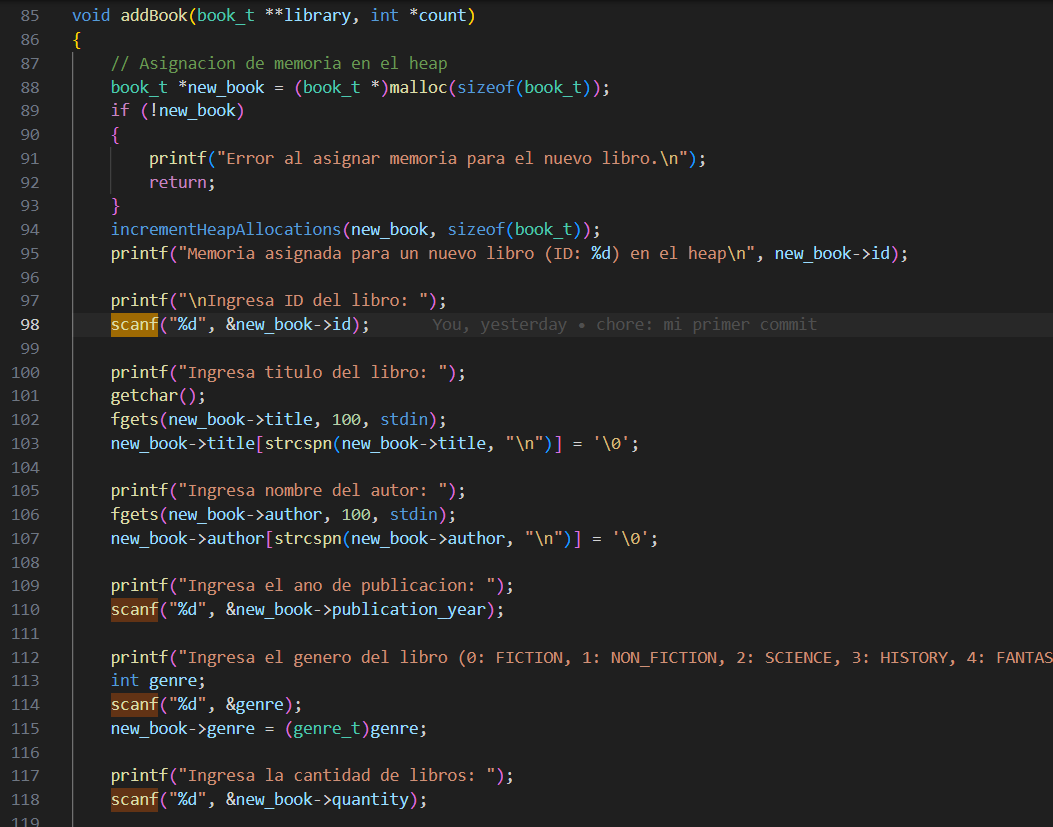 85 void addBook(book_t **library, int *count)
86 {
87 // Asignacion de memoria en el heap
88 book_t *new_book = (book_t *)malloc(sizeof(book_t));
89 if (!new_book)
90 {
91 printf("Error al asignar memoria para el nuevo libro.\n");
92 return;
93 }
94 incrementHeapAllocations(new_book, sizeof(book_t));
95 printf("Memoria asignada para un nuevo libro (ID: %d) en el heap\n", new_book->id);
96
97 printf("\nIngresa ID del libro: ");
98 scanf("%d", &new_book->id); You, yesterday • chore: mi primer commit
99
100 printf("Ingresa titulo del libro: ");
101 getchar();
102 fgets(new_book->title, 100, stdin);
103 new_book->title[strcspn(new_book->title, "\n")] = '\0';
104
105 printf("Ingresa nombre del autor: ");
106 fgets(new_book->author, 100, stdin);
107 new_book->author[strcspn(new_book->author, "\n")] = '\0';
108
109 printf("Ingresa el ano de publicacion: ");
110 scanf("%d", &new_book->publication_year);
111
112 printf("Ingresa el genero del libro (0: FICTION, 1: NON_FICTION, 2: SCIENCE, 3: HISTORY, 4: FANTAS
113 int genre;
114 scanf("%d", &genre);
115 new_book->genre = (genre_t)genre;
116
117 printf("Ingresa la cantidad de libros: ");
118 scanf("%d", &new_book->quantity);
119